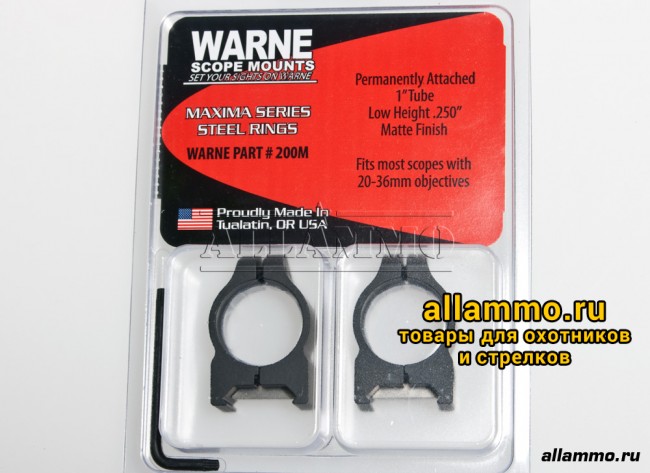 WARNE
SCOPE MOUNTS
SET YOUR SIGHTS ON WARNE
MAXIMA SERIES
STEEL RINGS
WARNE PART # 200M
Proudly Made In
Tualatin, OR USA
Permanently Attached
1" Tube
Low Height .250"
Matte Finish
Fits most scopes with
20-36mm objectives
ALLAMMO
allammo.ru
товары для охотников
и стрелков
allammo.ru